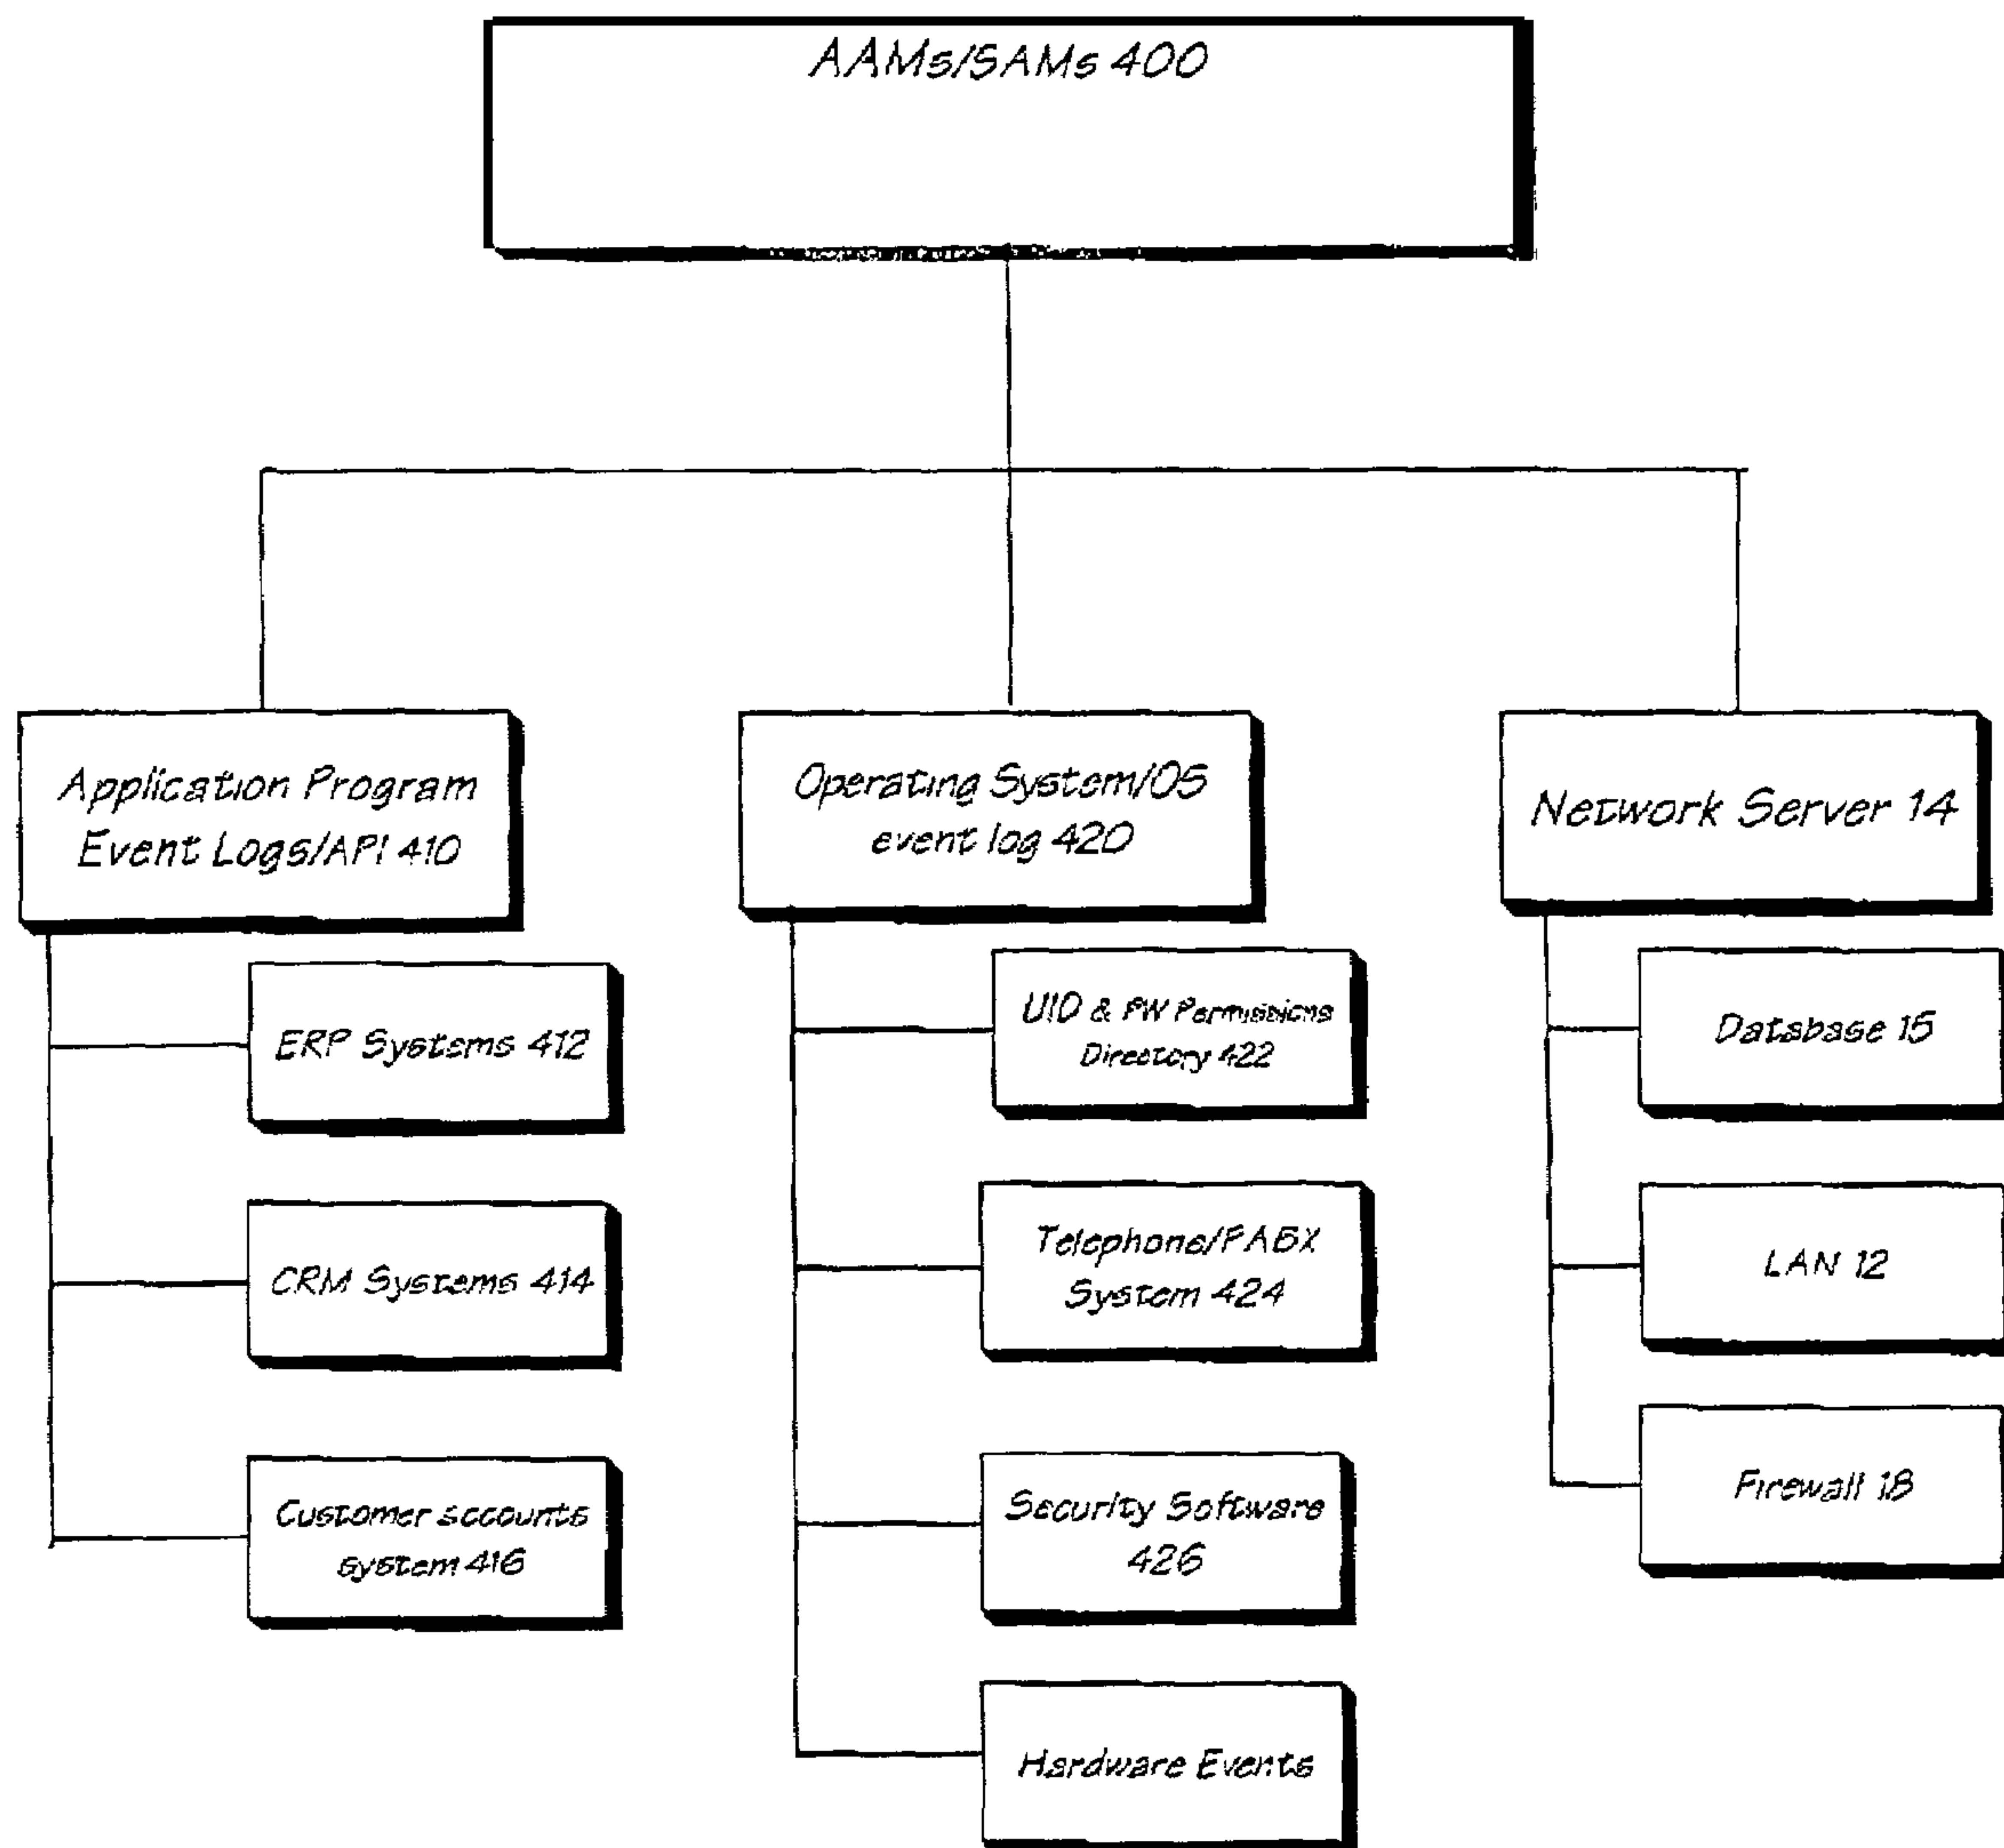 AAMs/SAMs 400
Application Program
Event Logs/API 410
Operating System/OS
event log 420
Network Server 14
ERP Systems 412
CRM Systems 414
Customer accounts
system 416
UID & PW Permissions
Directory 422
Telephone/PABX
System 424
Security Software
426
Hardware Events
Database 15
LAN 12
Firewall 18